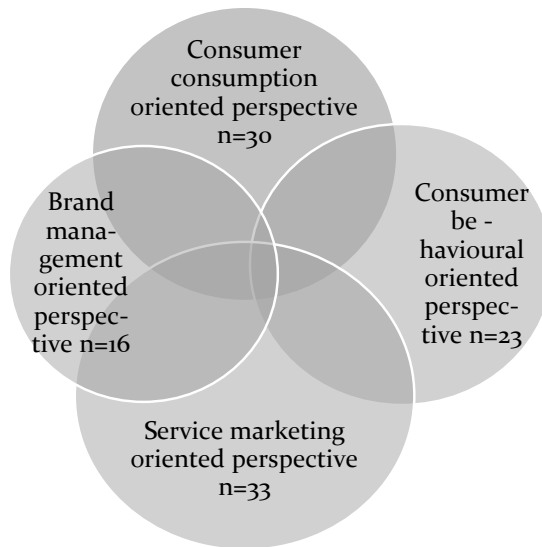 Consumer
consumption
oriented perspective
n=30
Brand
mana-
gement
oriented
perspec-
tive n=16
Consumer
be -
havioural
oriented
perspec-
tive n=23
Service marketing
oriented perspective
n=33